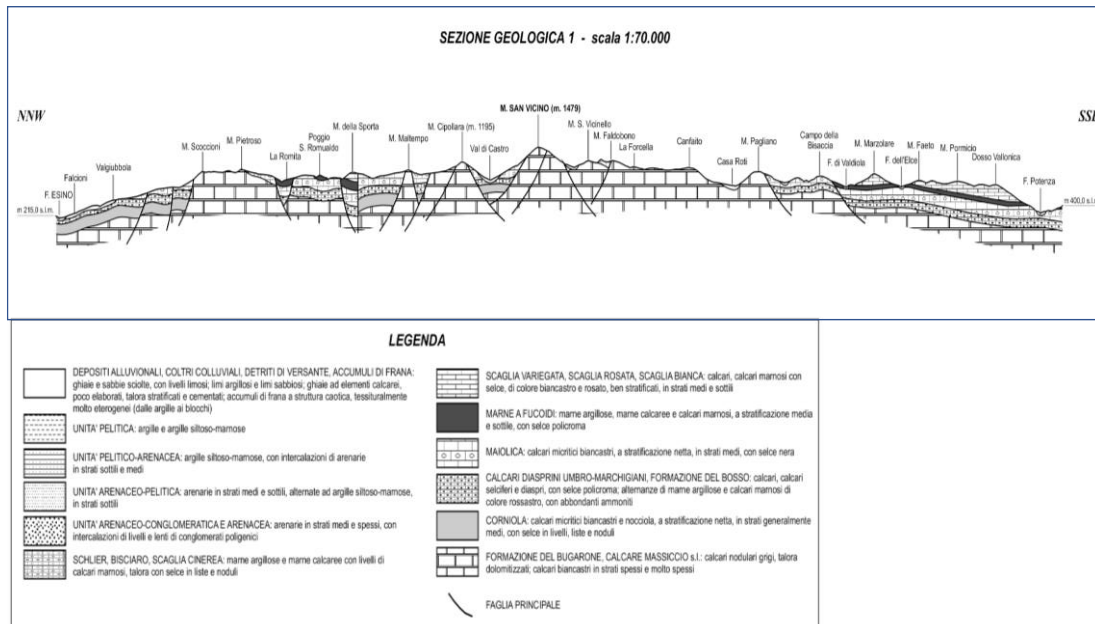 SEZIONE GEOLOGICA 1 - scala 1:70.000
NNW
SSE
M. SAN VICINO (m. 1479)
M. S. Vicinello
M. Faldobono
La Forcella
Canfaito
Casa Roti
M. Pagliano
Campo della
Bisaccia
F. di Valdiola
M. Marzolare
F. dell'Elce
M. Faeto
M. Pormicio
Dosso Vallonica
F. Potenza
m 400,0 s.l.m.
M. Cipollara (m. 1195)
Val di Castro
M. Maltempo
M. della Sporta
Poggio
S. Romualdo
La Romita
M. Pietroso
M. Scoccioni
Valgiubbola
Falcioni
F. ESINO
m 215,0 s.l.m.
LEGENDA
DEPOSITI ALLUVIONALI, COLTRI COLLUVIALI, DETRITI DI VERSANTE, ACCUMULI DI FRANA:
ghiaie e sabbie sciolte, con livelli limosi; limi argillosi e limi sabbiosi; ghiaie ad elementi calcarei,
poco elaborati, talora stratificati e cementati; accumuli di frana a struttura caotica, tessituralmente
molto eterogenei (dalle argille ai blocchi)
UNITA' PELITICA: argille e argille siltoso-marnose
UNITA' PELITICO-ARENACEA: argille siltoso-marnose, con intercalazioni di arenarie
in strati sottili e medi
UNITA' ARENACEO-PELITICA: arenarie in strati medi e sottili, alternate ad argille siltoso-marnose,
in strati sottili
UNITA' ARENACEO-CONGLOMERATICA E ARENACEA: arenarie in strati medi e spessi, con
intercalazioni di livelli e lenti di conglomerati poligenici
SCHLIER, BISCIARO, SCAGLIA CINEREA: marne argillose e marne calcaree con livelli di
calcari marnosi, talora con selce in liste e noduli
SCAGLIA VARIEGATA, SCAGLIA ROSATA, SCAGLIA BIANCA: calcari, calcari marnosi con
selce, di colore biancastro e rosato, ben stratificati, in strati medi e sottili
MARNE A FUCOIDI: marne argillose, marne calcaree e calcari marnosi, a stratificazione media
e sottile, con selce policroma
MAIOLICA: calcari micritici biancastri, a stratificazione netta, in strati medi, con selce nera
CALCARI DIASPRINI UMBRO-MARCHIGIANI, FORMAZIONE DEL BOSSO: calcari, calcari
selciferi e diaspri, con selce policroma; alternanze di marne argillose e calcari marnosi di
colore rossastro, con abbondanti ammoniti
CORNIOLA: calcari micritici biancastri e nocciola, a stratificazione netta, in strati generalmente
medi, con selce in livelli, liste e noduli
FORMAZIONE DEL BUGARONE, CALCARE MASSICCIO s.l.: calcari nodulari grigi, talora
dolomitizzati; calcari biancastri in strati spessi e molto spessi
FAGLIA PRINCIPALE